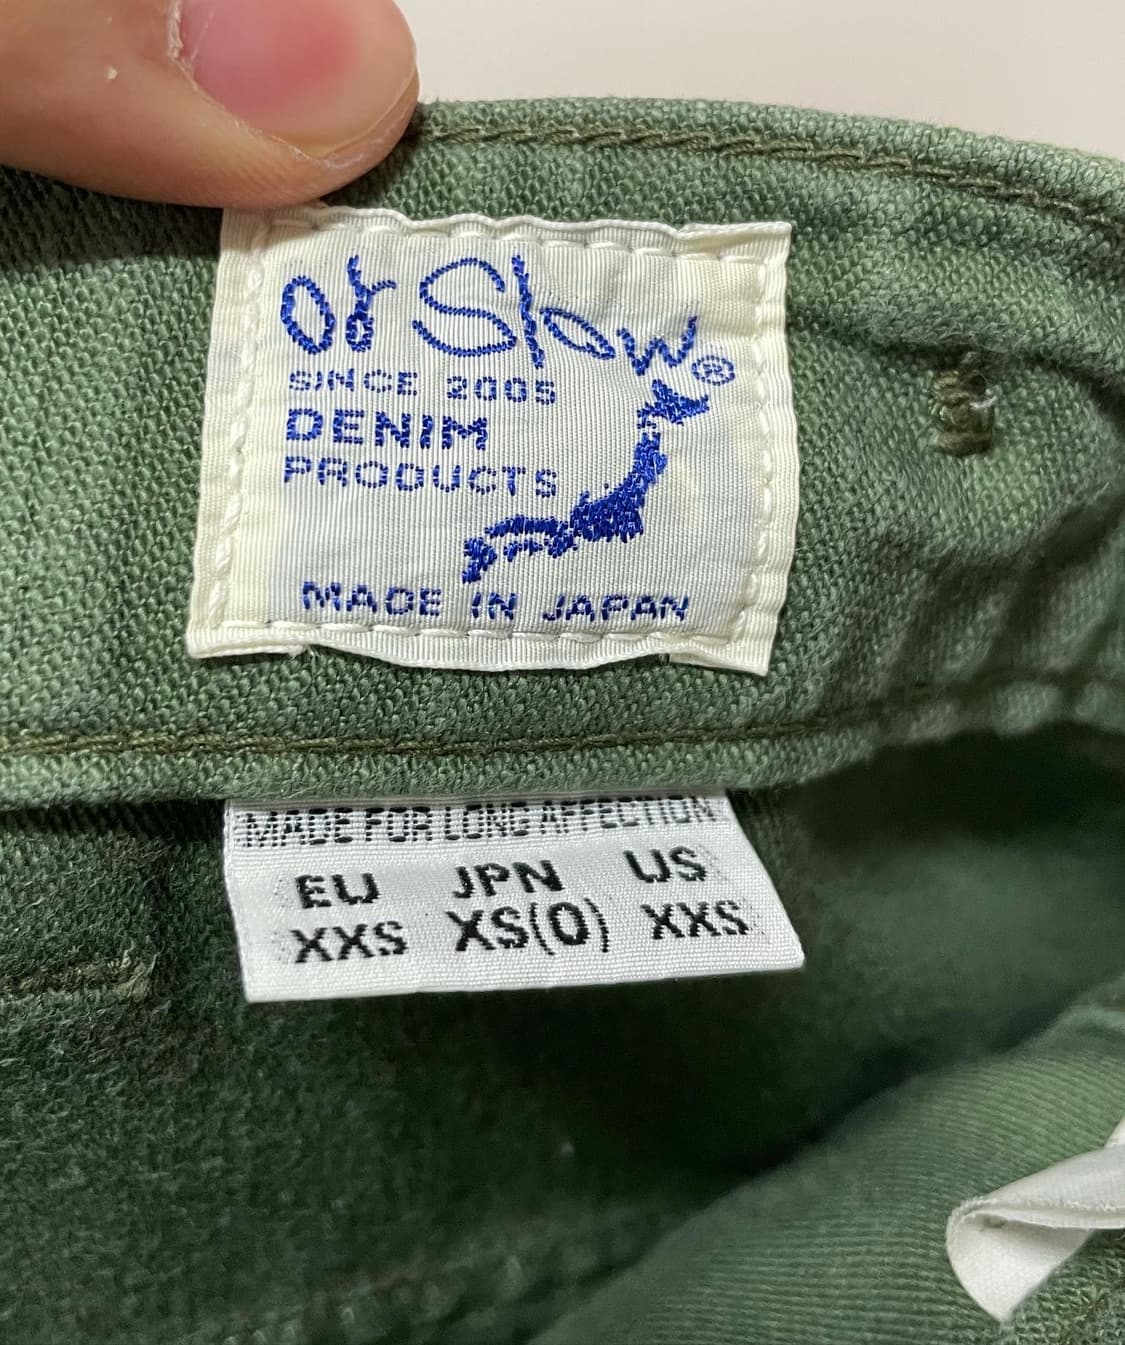 or Slow®
SINCE 2005
DENIM
PRODUCTS
MADE IN JAPAN
MADE FOR LONG AFFECTION
EU JPN US
XXS XS(0) XXS